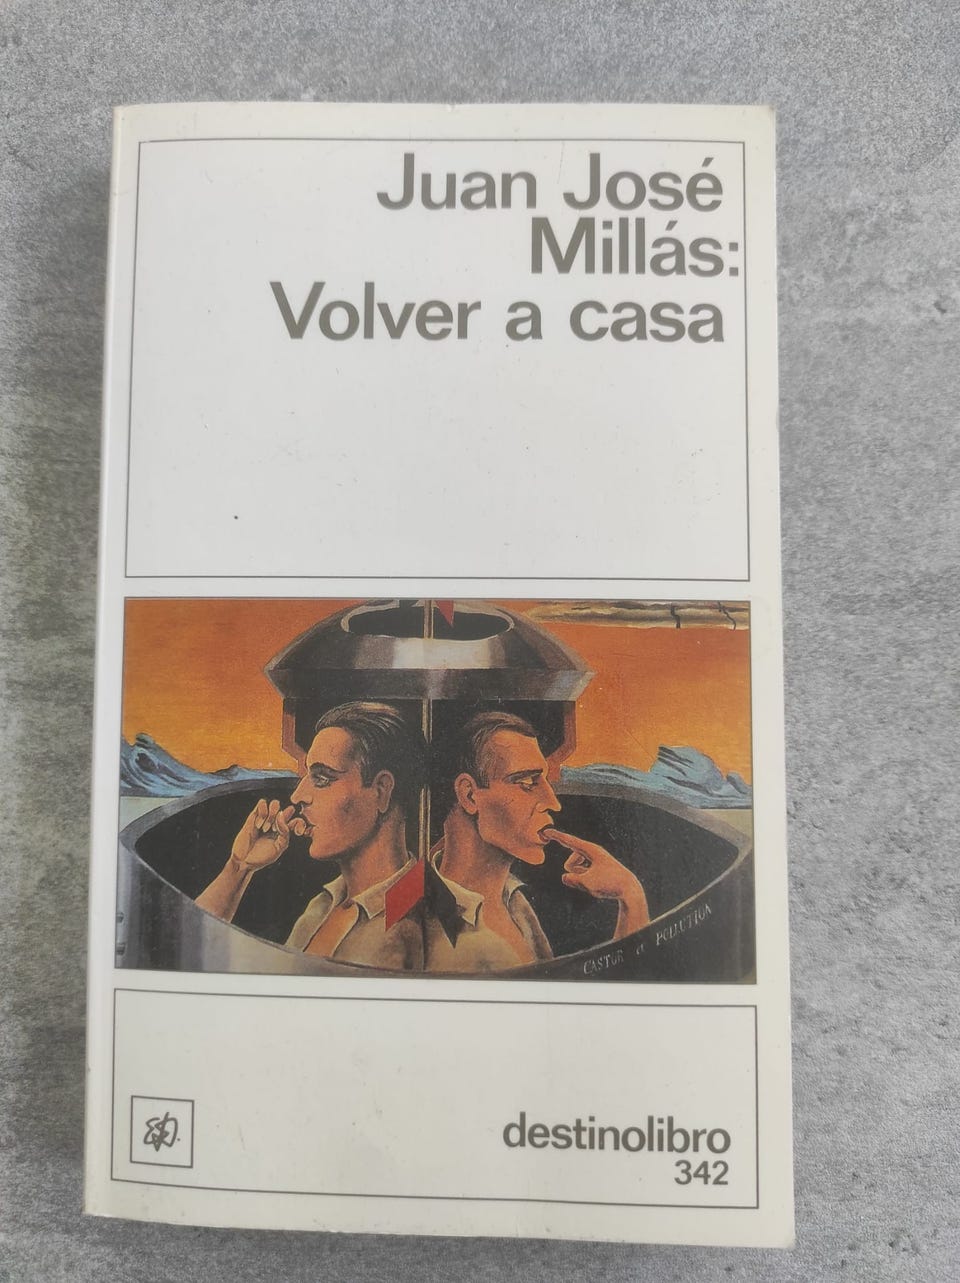 Juan José
Millás:
Volver a casa
CASTOR et POLLUTION
destinolibro
342